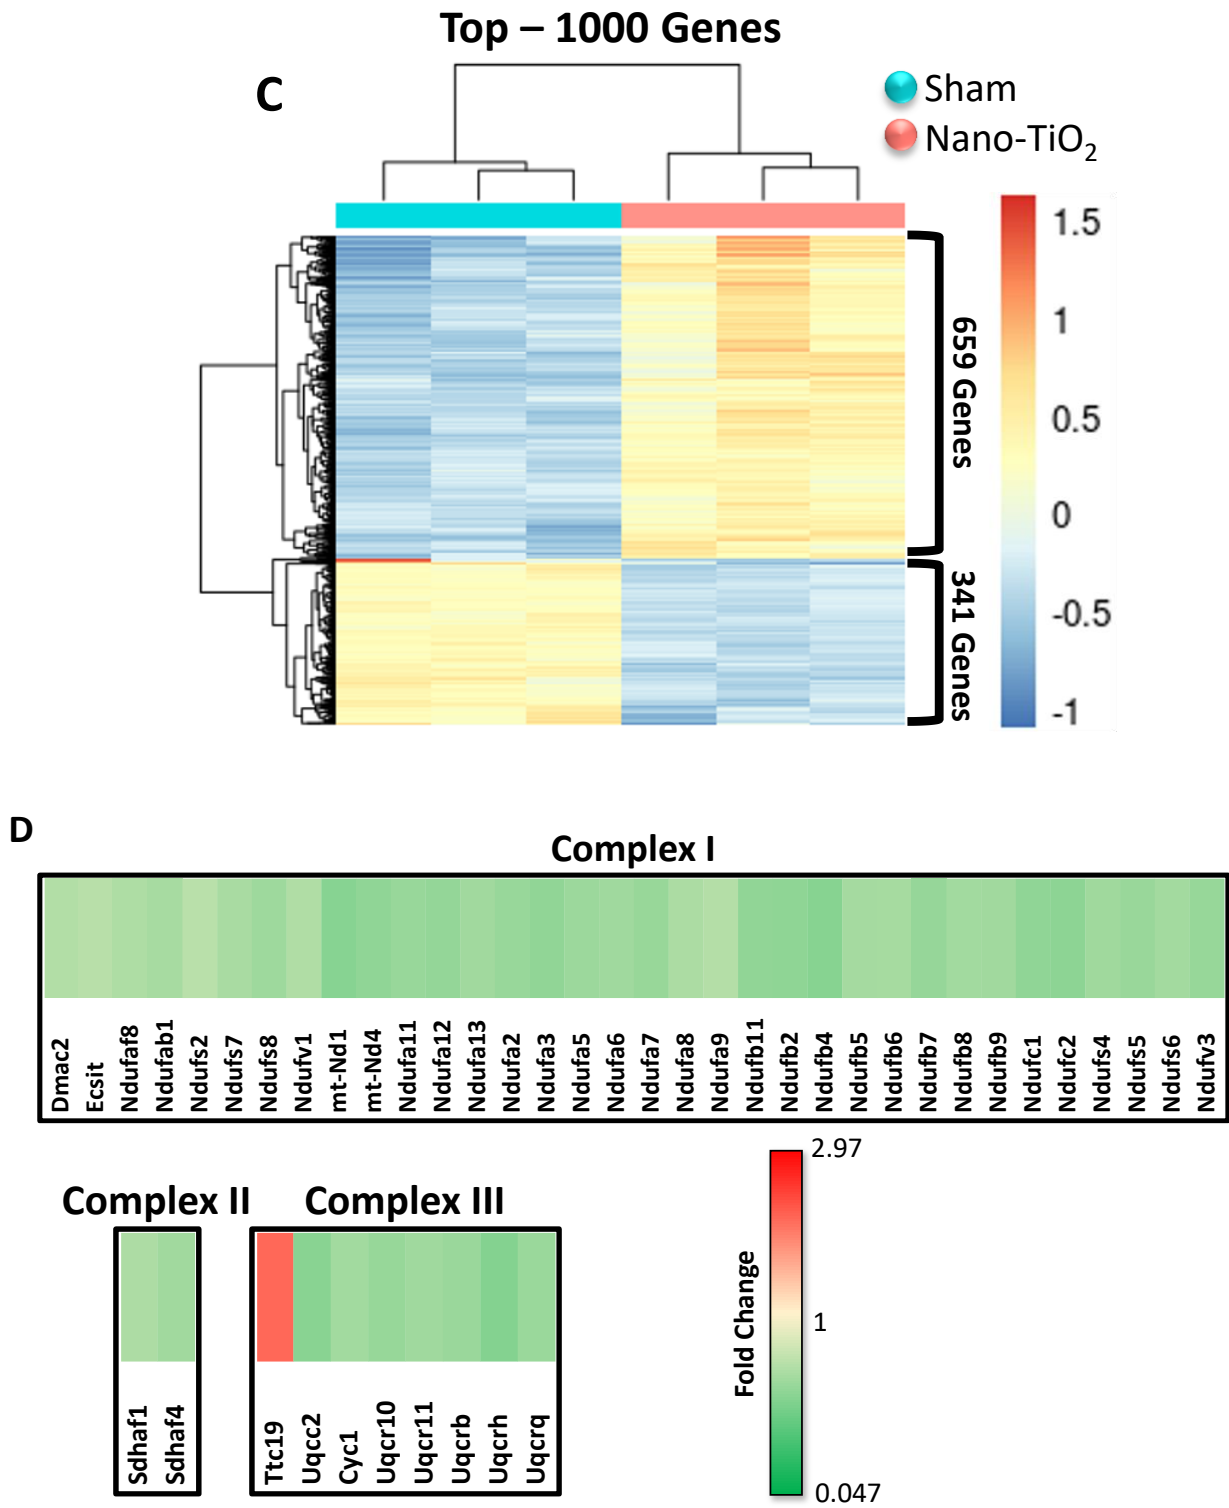 Top – 1000 Genes
C
Sham
Nano-TiO₂
1.5
1
0.5
0
-0.5
-1
659 Genes
341 Genes
D
Complex I
Dmac2
Ecsit
Ndufaf8
Ndufab1
Ndufs2
Ndufs7
Ndufs8
Ndufv1
mt-Nd1
mt-Nd4
Ndufa11
Ndufa12
Ndufa13
Ndufa2
Ndufa3
Ndufa5
Ndufa6
Ndufa7
Ndufa8
Ndufa9
Ndufb11
Ndufb2
Ndufb4
Ndufb5
Ndufb6
Ndufb7
Ndufb8
Ndufb9
Ndufc1
Ndufc2
Ndufs4
Ndufs5
Ndufs6
Ndufv3
Complex II
Sdhaf1
Sdhaf4
Complex III
Ttc19
Uqcc2
Cyc1
Uqcr10
Uqcr11
Uqcrb
Uqcrh
Uqcrq
Fold Change
2.97
1
0.047